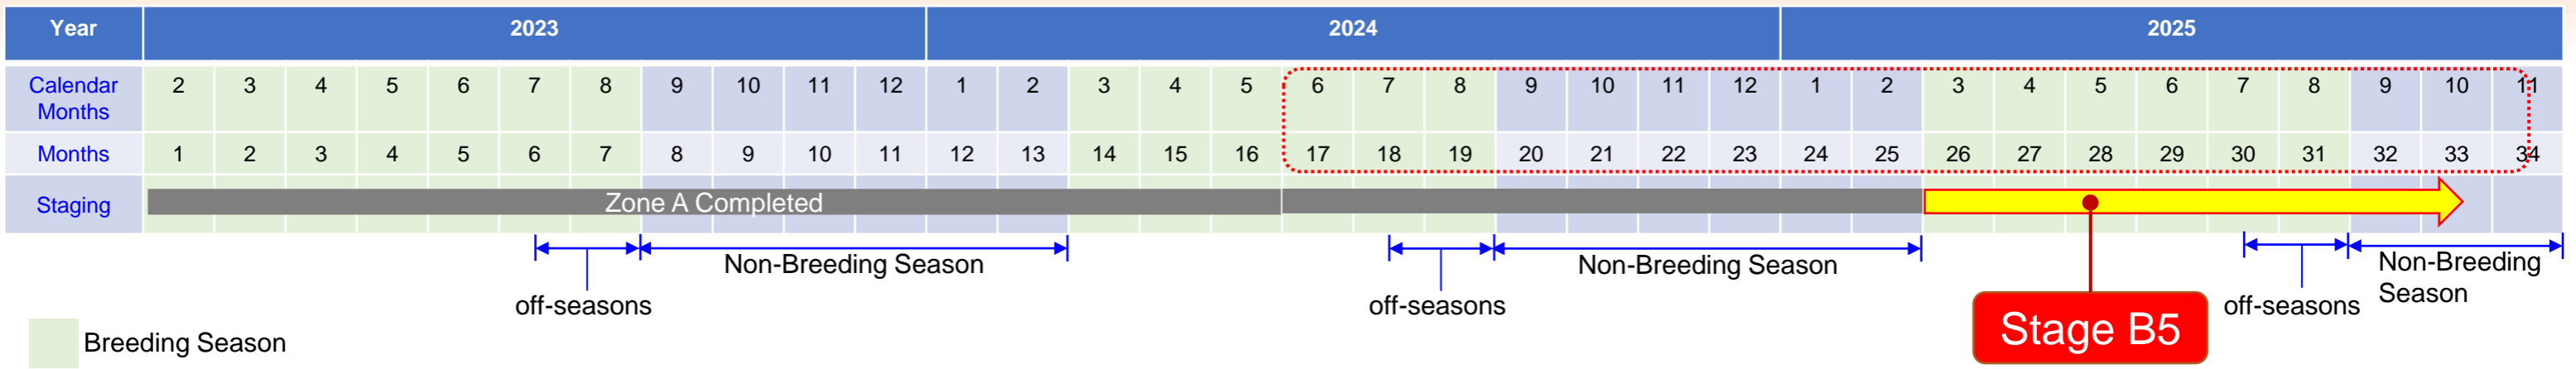 Year 2023 2024 2025
Calendar
Months
2 3 4 5 6 7 8 9 10 11 12 1 2 3 4 5 6 7 8 9 10 11 12 1 2 3 4 5 6 7 8 9 10 11
Months 1 2 3 4 5 6 7 8 9 10 11 12 13 14 15 16 17 18 19 20 21 22 23 24 25 26 27 28 29 30 31 32 33 34
Staging Zone A Completed
Non-Breeding Season
Non-Breeding Season
Non-Breeding
Season
off-seasons
off-seasons
off-seasons
Stage B5
Breeding Season